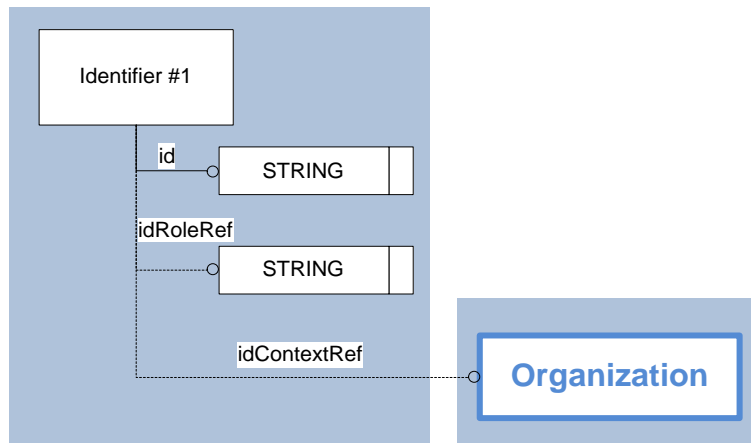 Identifier #1
id
STRING
idRoleRef
STRING
idContextRef
Organization